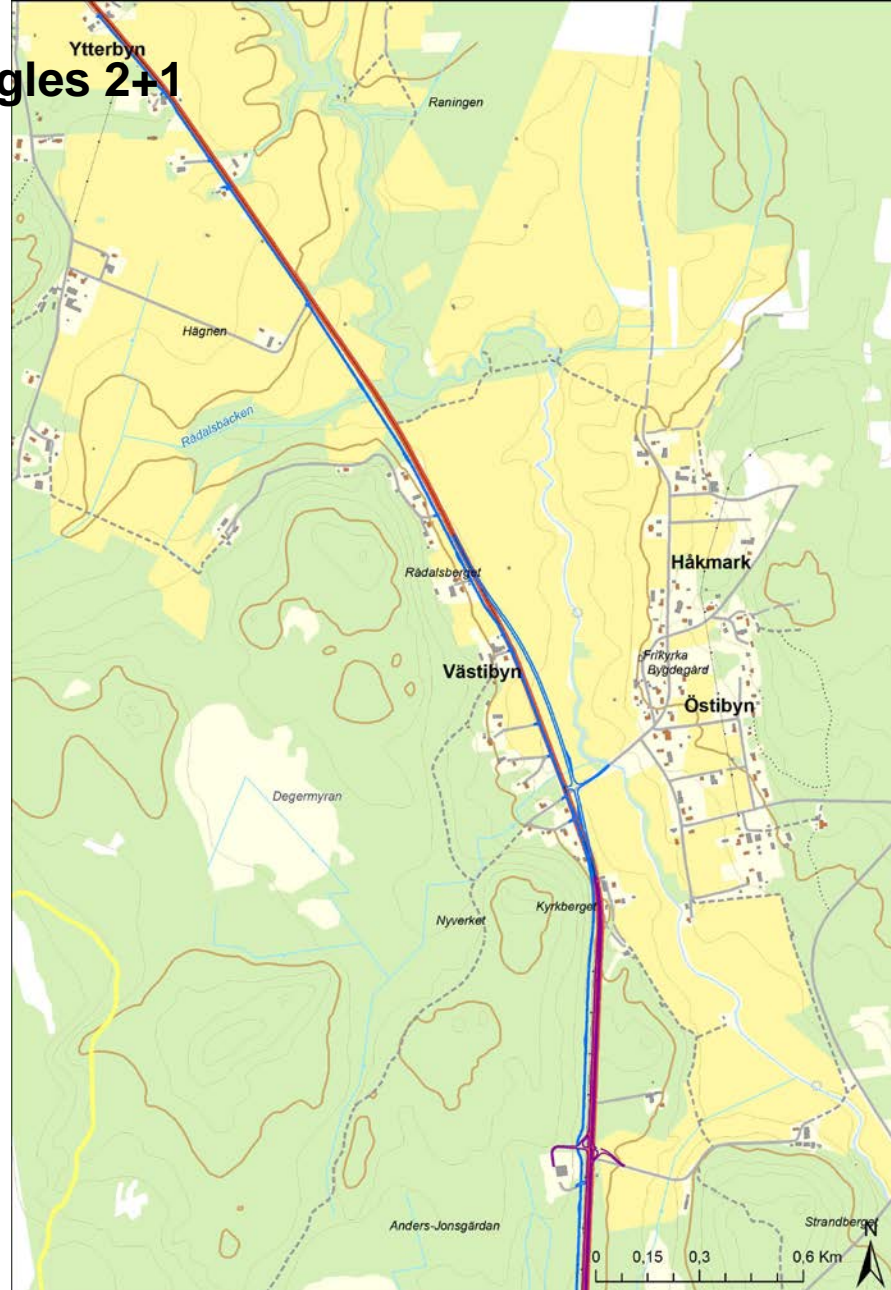 Ytterbyn
gles 2+1
Raningen
Hägnen
Rådalsbäcken
Rådalsberget
Håkmark
Frikyrka
Bygdegård
Västibyn
Östibyn
Degermyran
Kyrkberget
Nyverket
Anders-Jonsgärdan
Strandberget
N
0 0,15 0,3 0,6 Km